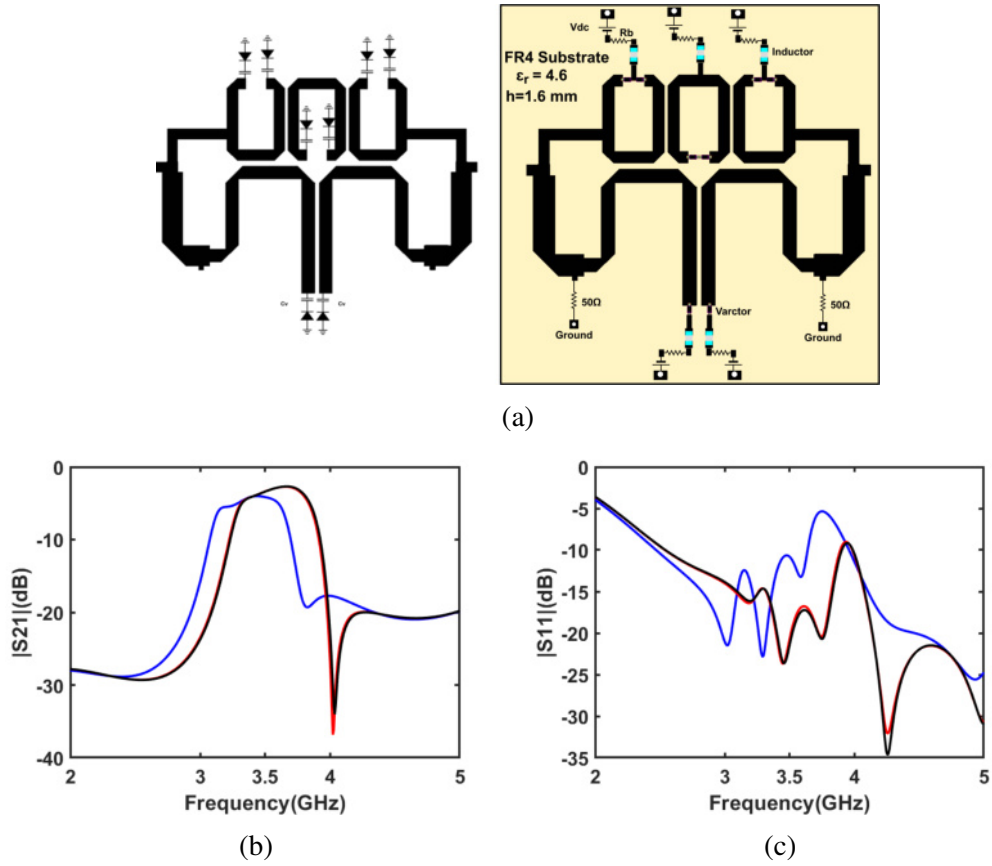 Vdc
Rb
Inductor
FR4 Substrate
εr = 4.6
h=1.6 mm
Cv
Cv
50Ω
50Ω
Varctor
Ground
Ground
(a)
0
-10
-20
-30
-40
|S21|(dB)
2
3
3.5
4
5
Frequency(GHz)
(b)
0
-5
-10
-15
-20
-25
-30
-35
|S11|(dB)
2
3
3.5
4
5
Frequency(GHz)
(c)